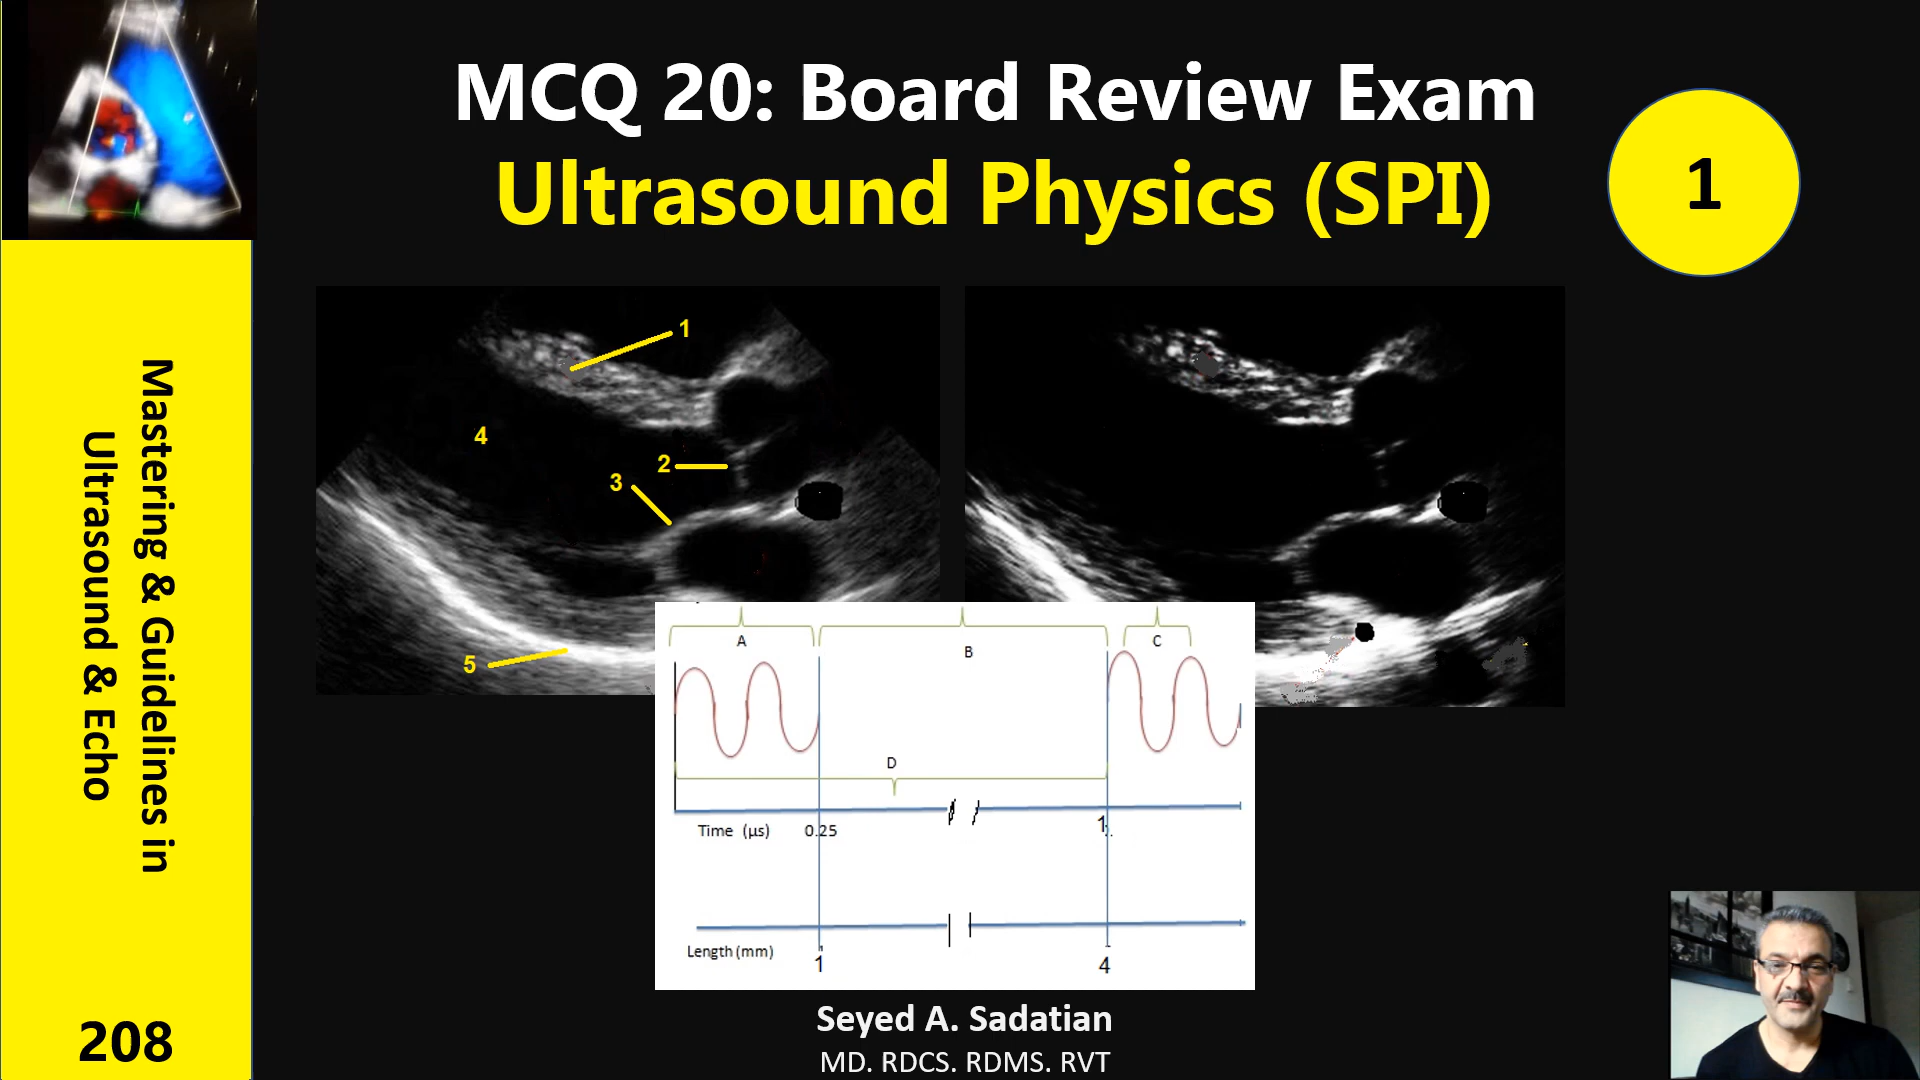 MCQ 20: Board Review Exam
Ultrasound Physics (SPI)
1
Mastering & Guidelines in
Ultrasound & Echo
208
1
4
2
3
5
A
B
C
D
Time (µs)
0.25
1
Length (mm)
1
4
Seyed A. Sadatian
MD. RDCS. RDMS. RVT